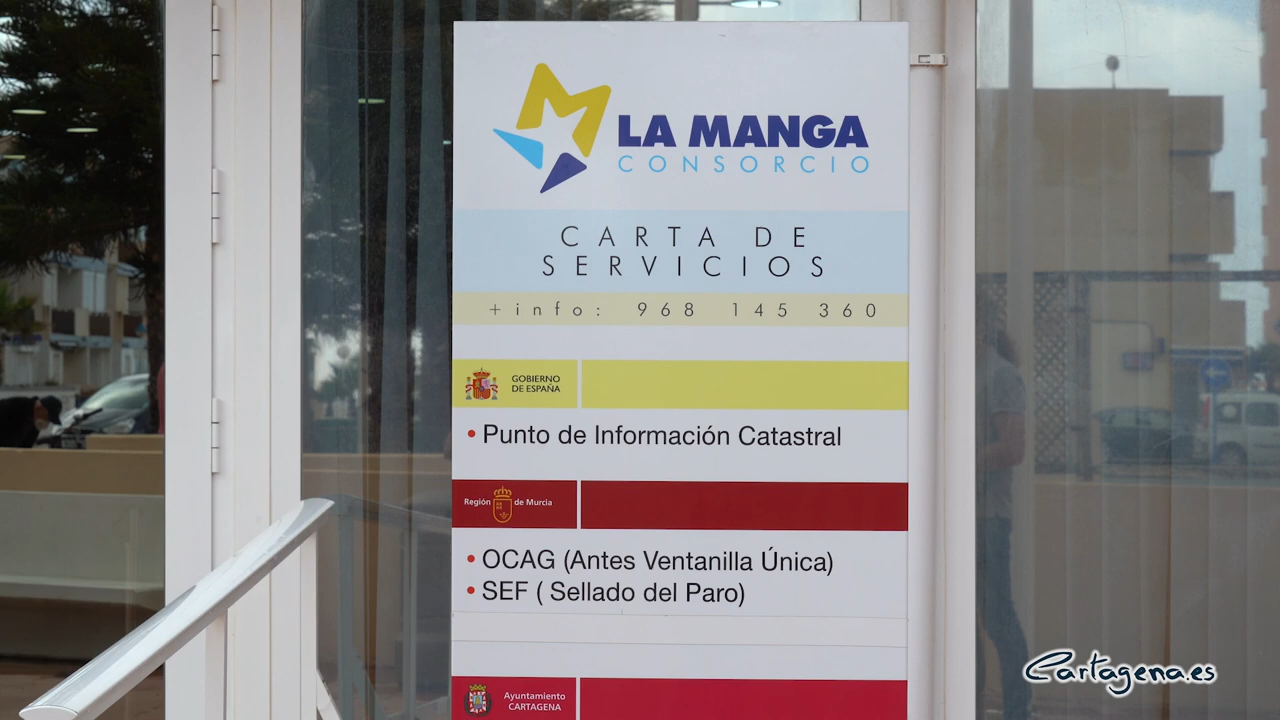 LA MANGA
CONSORCIO
CARTA DE
SERVICIOS
+info: 968 145 360
GOBIERNO
DE ESPAÑA
• Punto de Información Catastral
Región de Murcia
• OCAG (Antes Ventanilla Única)
• SEF ( Sellado del Paro)
Ayuntamiento
CARTAGENA
Cartagena.es